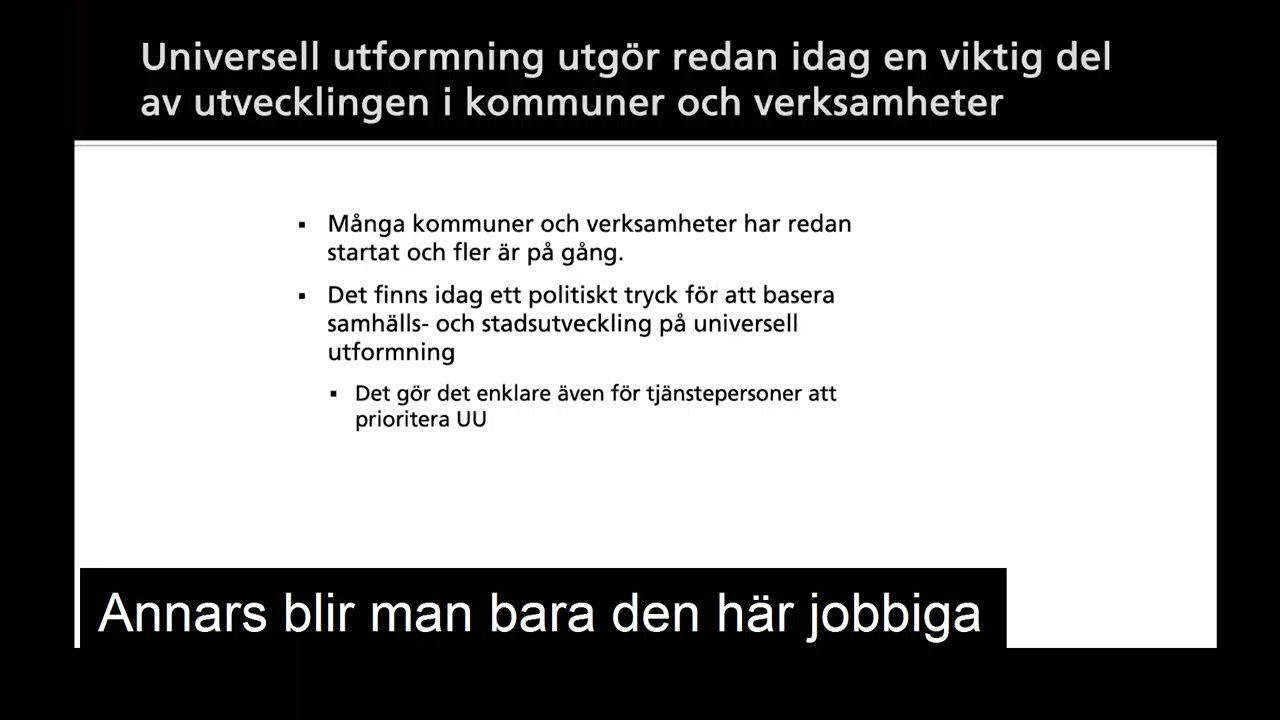 Universell utformning utgör redan idag en viktig del
av utvecklingen i kommuner och verksamheter
▪ Många kommuner och verksamheter har redan
startat och fler är på gång.
▪ Det finns idag ett politiskt tryck för att basera
samhälls- och stadsutveckling på universell
utformning
▪ Det gör det enklare även för tjänstepersoner att
prioritera UU
Annars blir man bara den här jobbiga